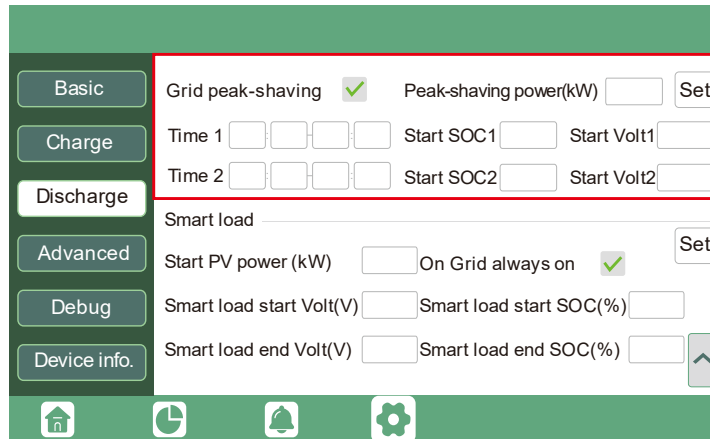 Basic
Charge
Discharge
Advanced
Debug
Device info.
Grid peak-shaving Peak-shaving power(kW) Set
Time 1 : - : Start SOC1 Start Volt1
Time 2 : - : Start SOC2 Start Volt2
Smart load
Set
Start PV power (kW) On Grid always on
Smart load start Volt(V) Smart load start SOC(%)
Smart load end Volt(V) Smart load end SOC(%)